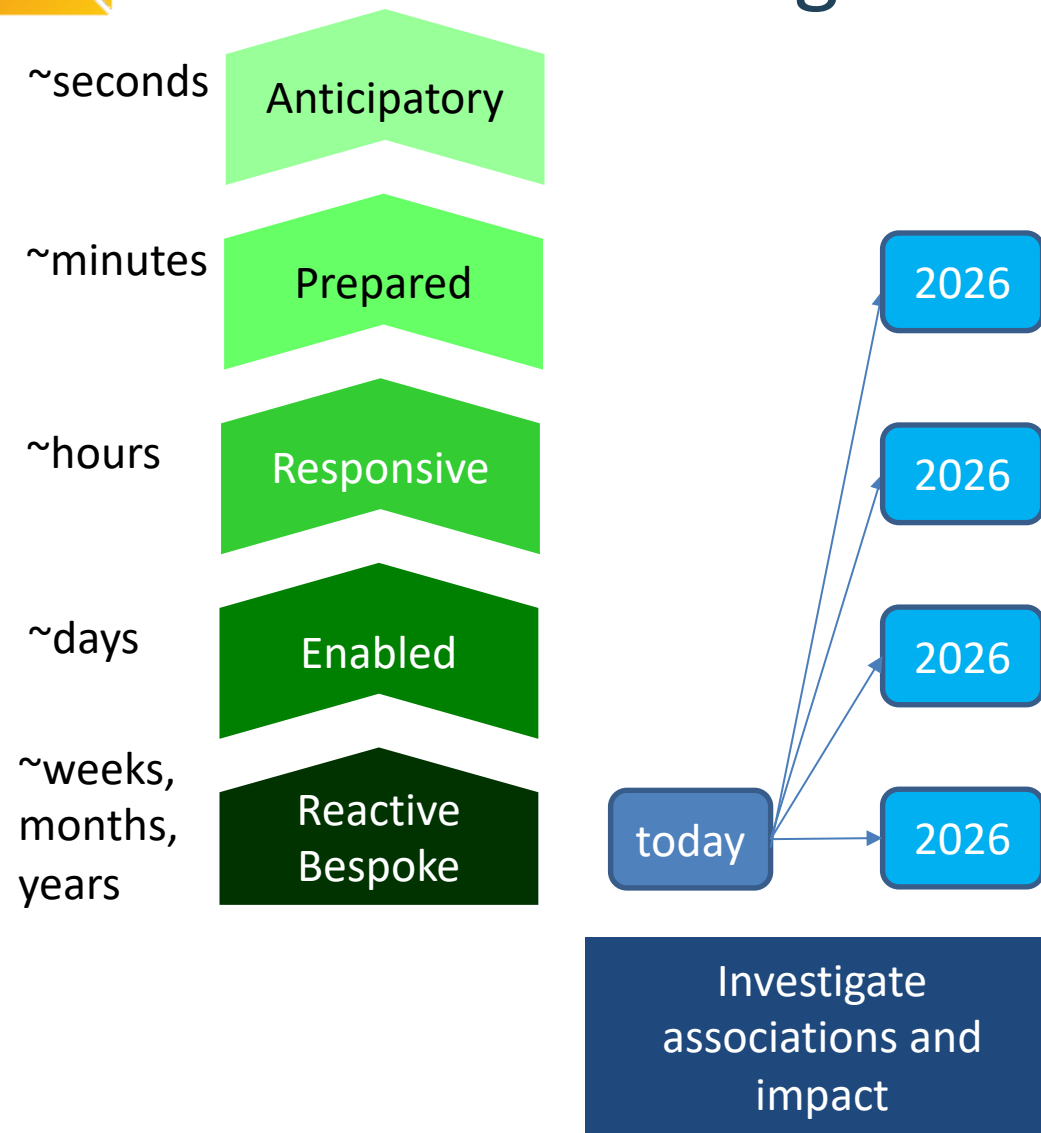 ~seconds
Anticipatory
~minutes
Prepared
2026
~hours
Responsive
2026
~days
Enabled
2026
~weeks,
months,
years
Reactive
Bespoke
today
2026
Investigate
associations and
impact